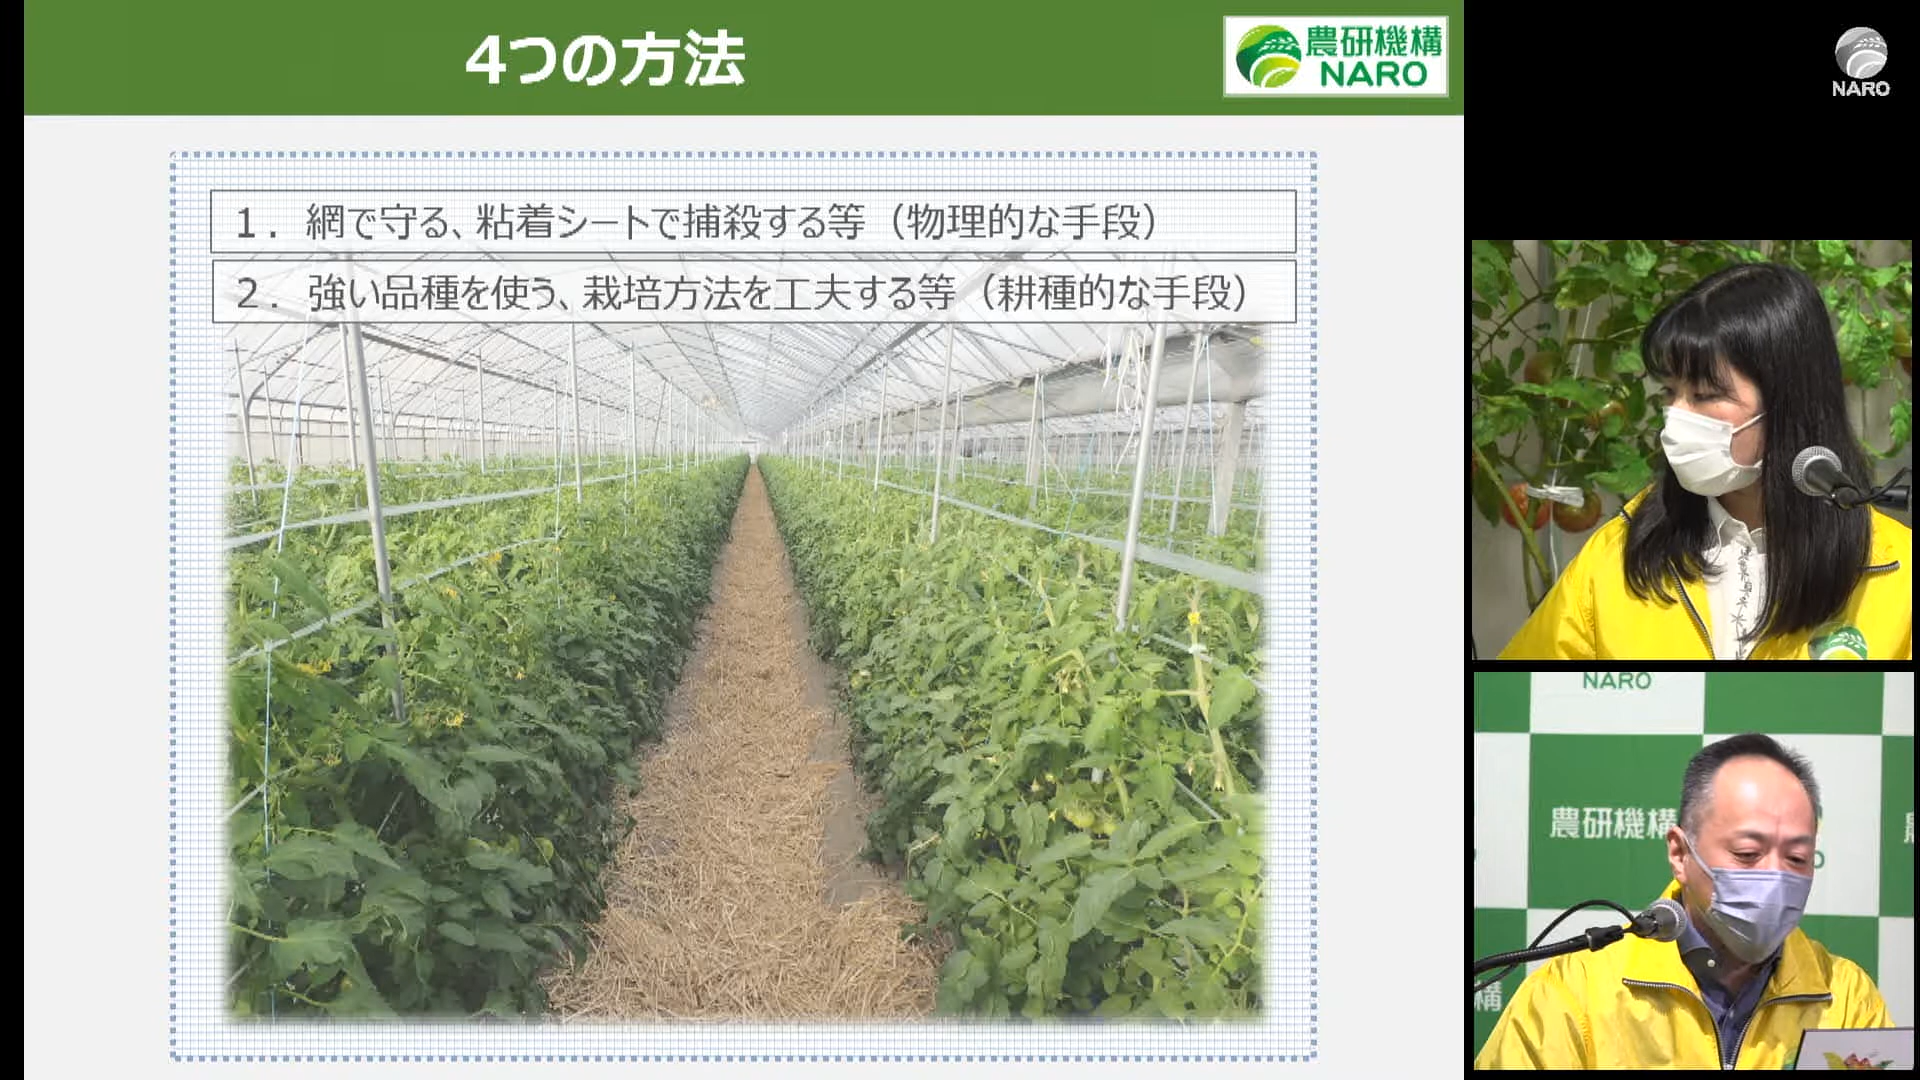 4つの方法
農研機構
NARO
1. 網で守る、粘着シートで捕殺する等（物理的な手段）
2. 強い品種を使う、栽培方法を工夫する等（耕種的な手段）
NARO
NARO
農研機構
構